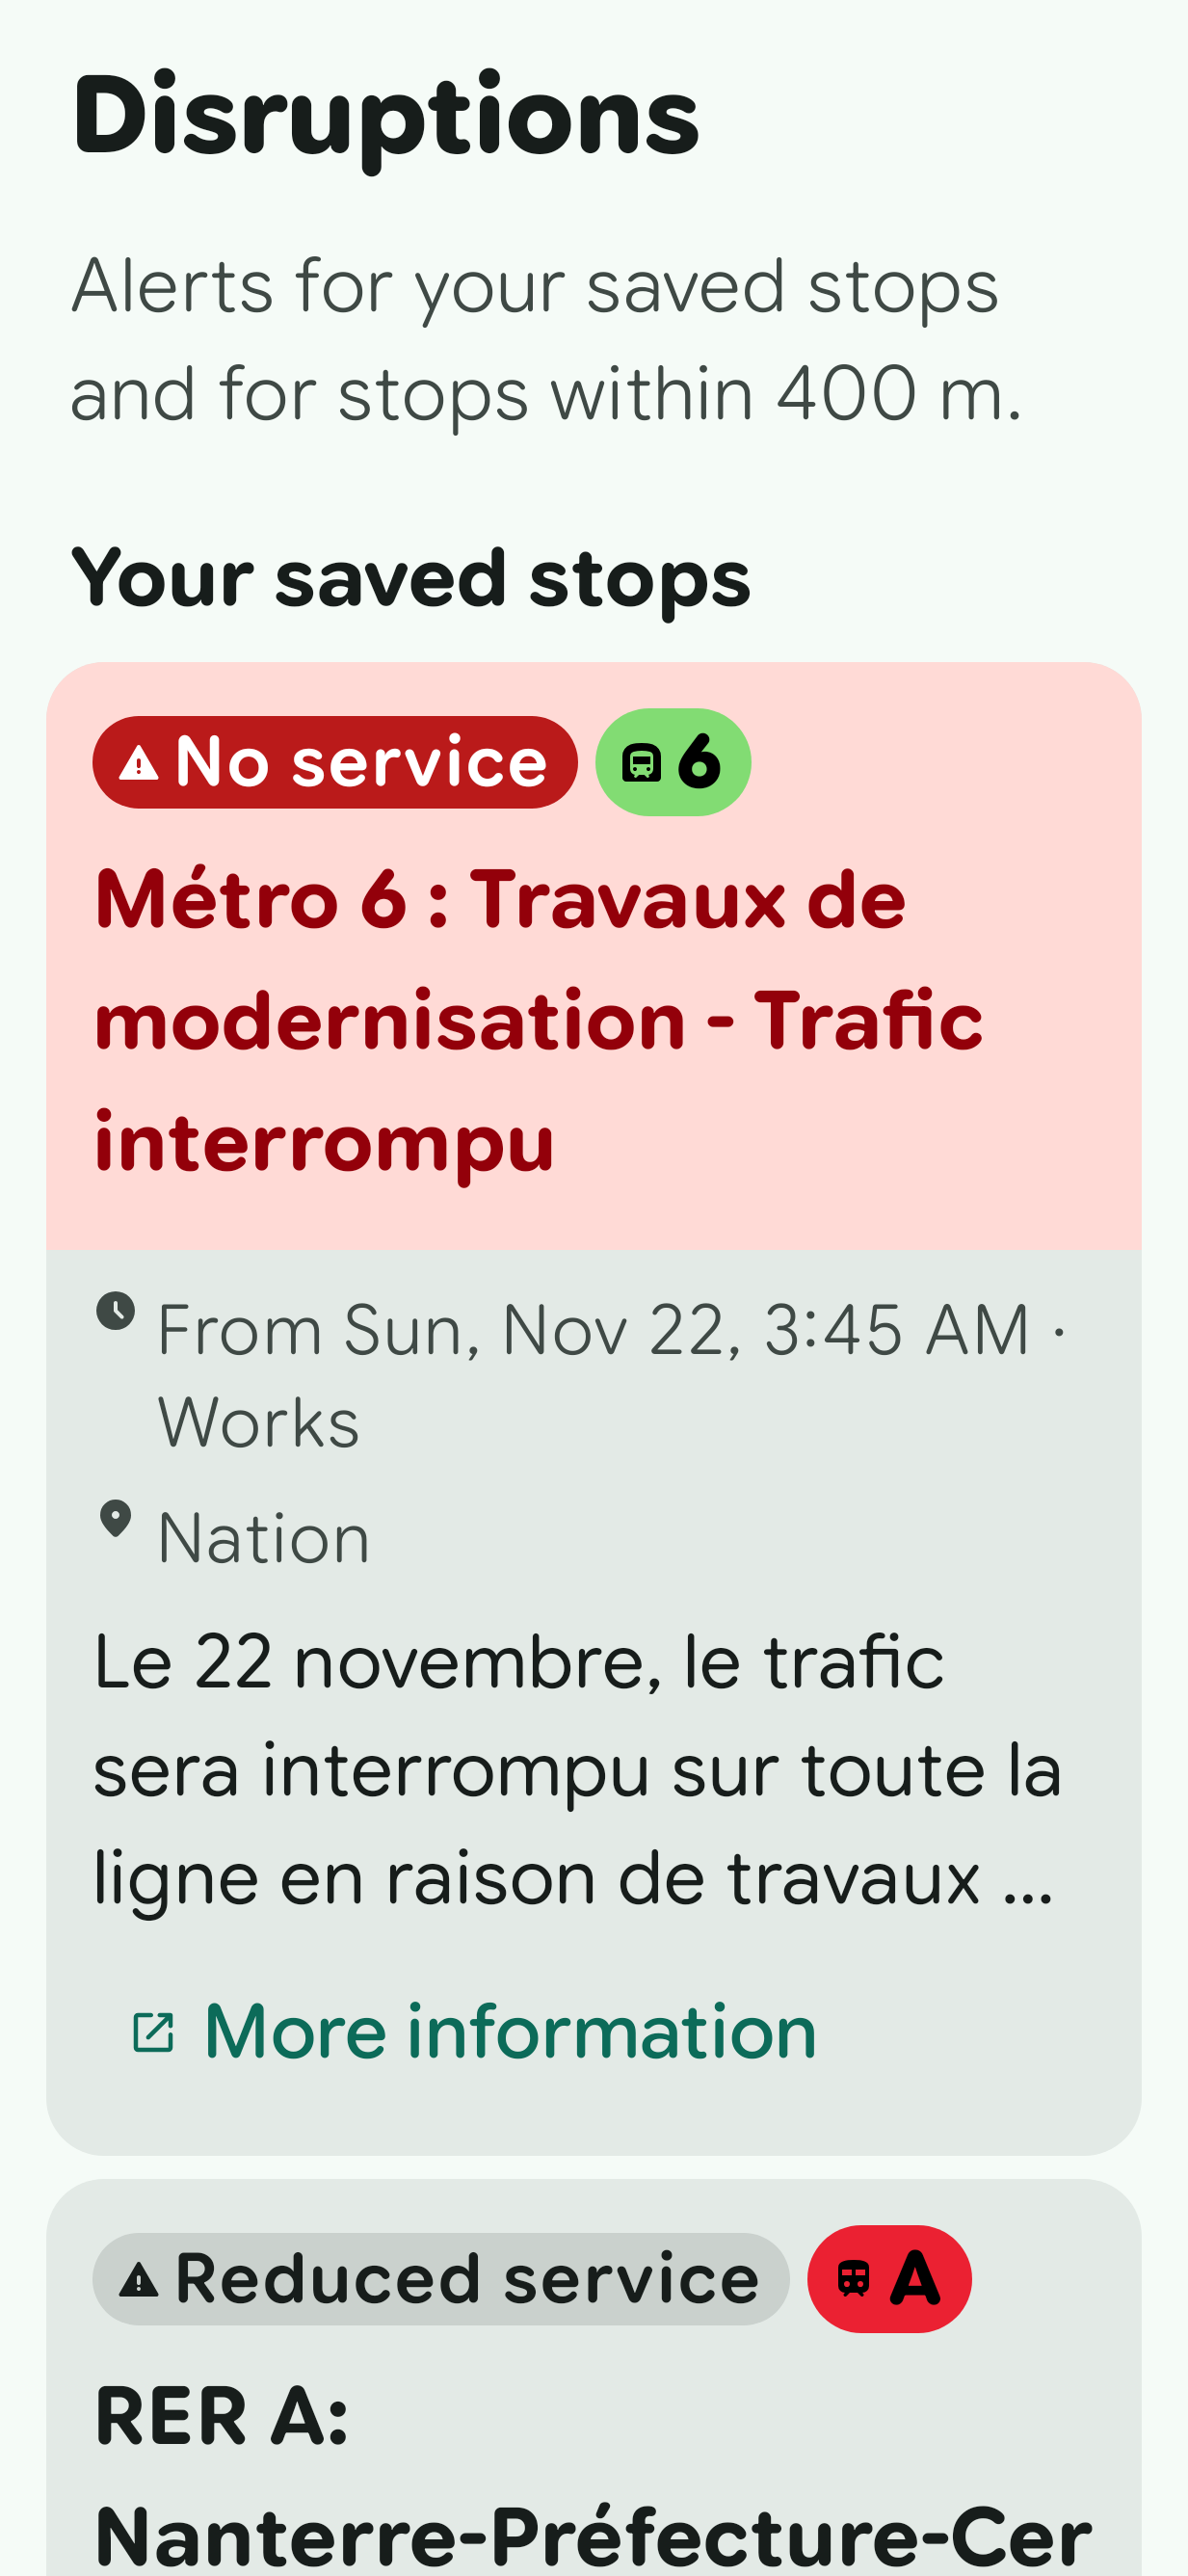 Disruptions
Alerts for your saved stops
and for stops within 400 m.
Your saved stops
No service 6
Métro 6 : Travaux de
modernisation - Trafic
interrompu
From Sun, Nov 22, 3:45 AM ·
Works
Nation
Le 22 novembre, le trafic
sera interrompu sur toute la
ligne en raison de travaux ...
More information
Reduced service A
RER A:
Nanterre-Préfecture-Cer